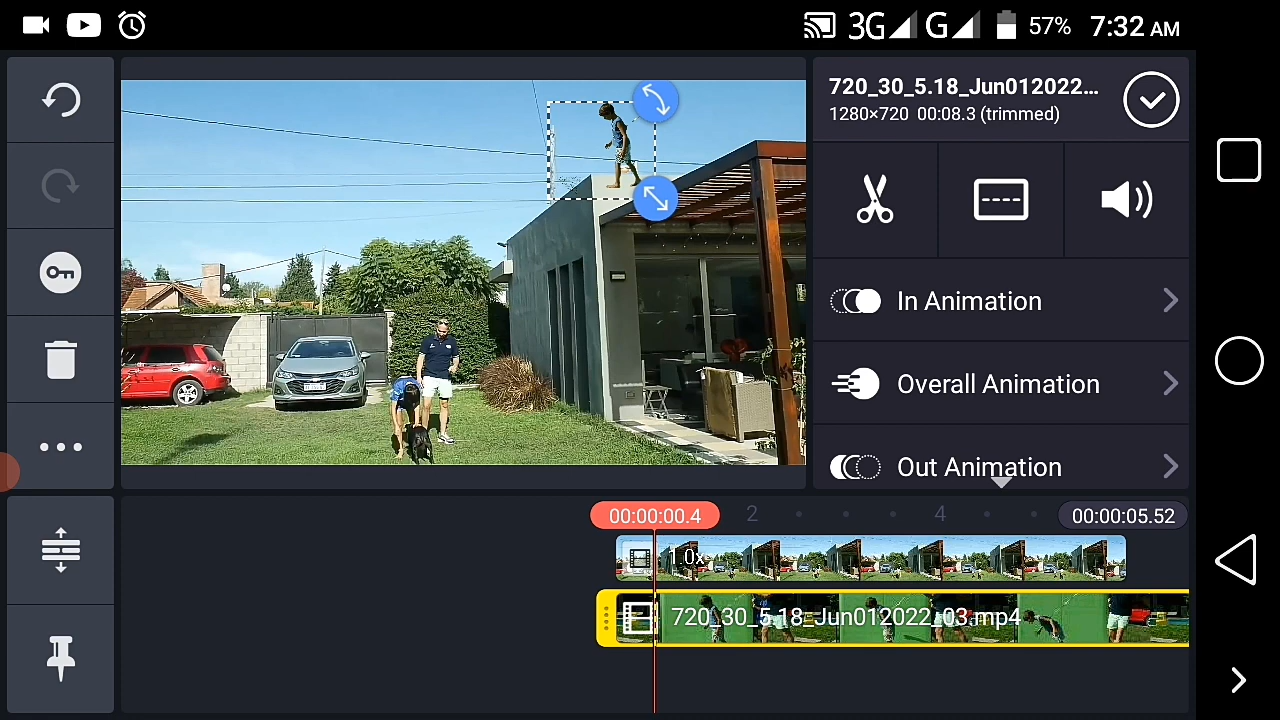 3G G 57% 7:32 AM
720_30_5.18_Jun012022...
1280×720 00:08.3 (trimmed)
In Animation
Overall Animation
Out Animation
00:00:00.4 2 4 00:00:05.52
1.0x
720_30_5.18_Jun012022_03.mp4